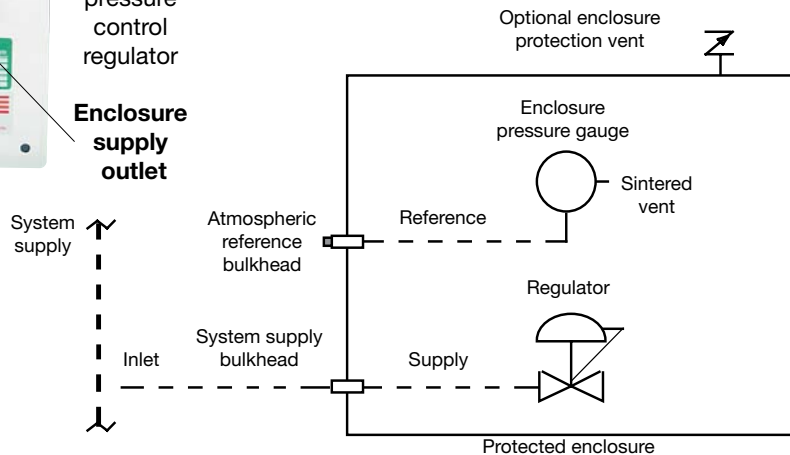 pressure
control
regulator
Enclosure
supply
outlet
Optional enclosure
protection vent
Enclosure
pressure gauge
Sintered
vent
System
supply
Atmospheric
reference
bulkhead
Reference
Regulator
System supply
bulkhead
Inlet
Supply
Protected enclosure